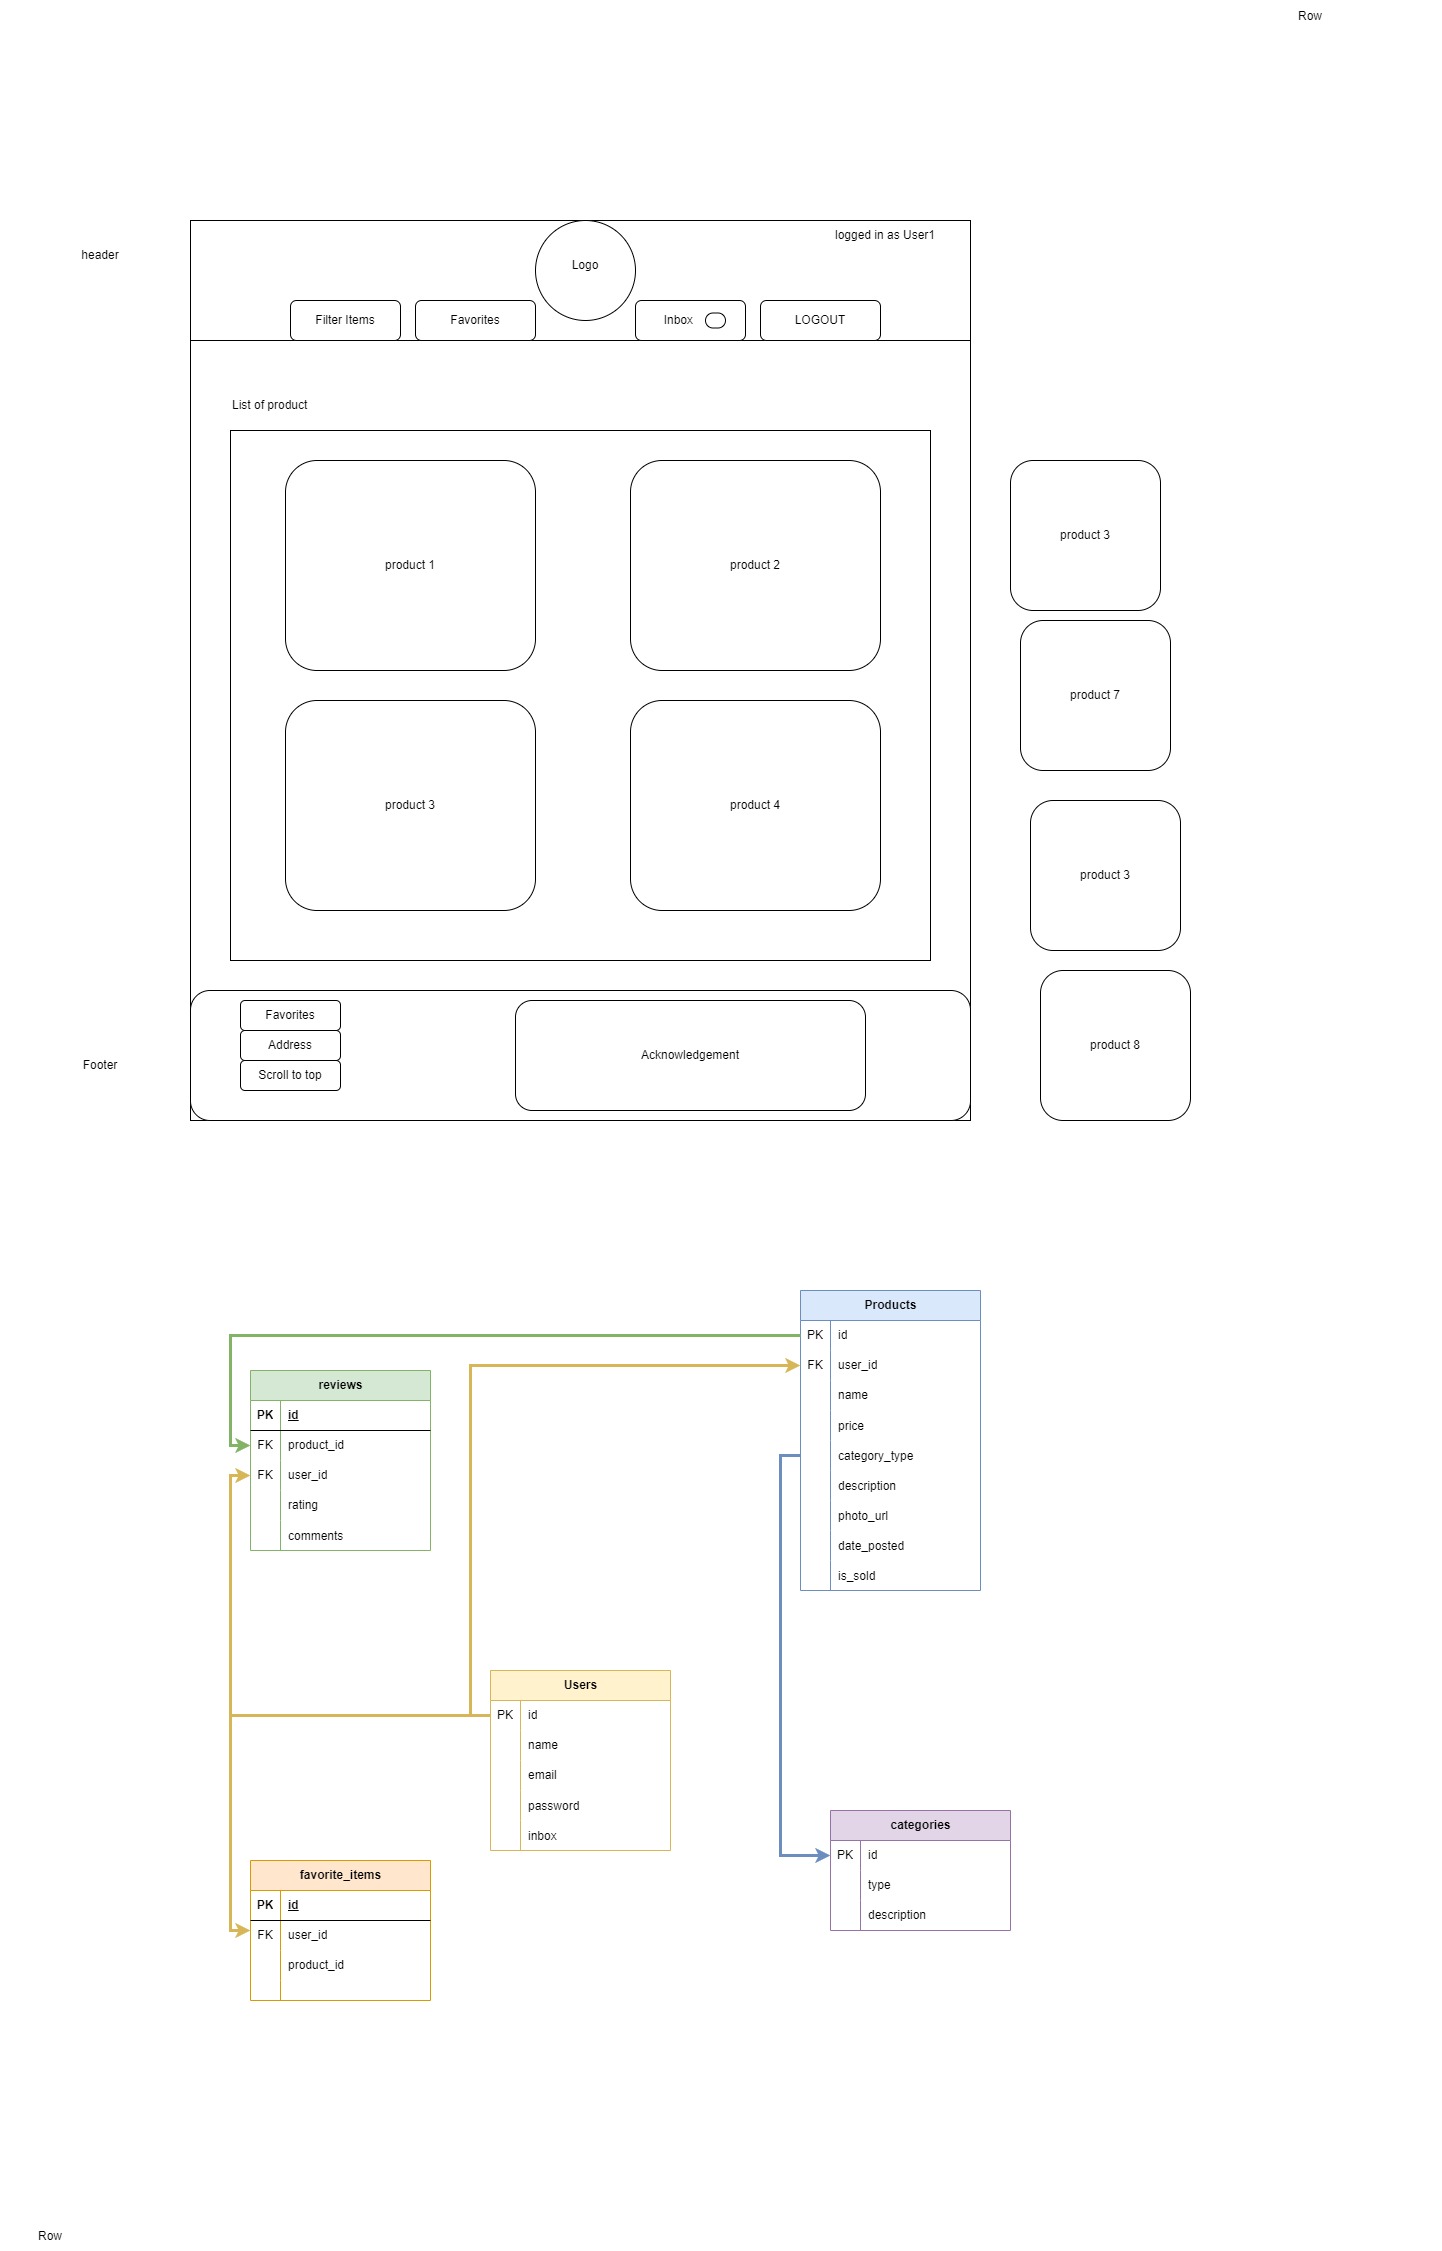 Row
header
logged in as User1
Logo
Filter Items
Favorites
Inbox
LOGOUT
List of product
product 1
product 2
product 3
product 4
product 3
product 7
product 3
product 8
Footer
Favorites
Address
Scroll to top
Acknowledgement
Products
PK id
FK user_id
name
price
category_type
description
photo_url
date_posted
is_sold
reviews
PK id
FK product_id
FK user_id
rating
comments
Users
PK id
name
email
password
inbox
categories
PK id
type
description
favorite_items
PK id
FK user_id
product_id
Row